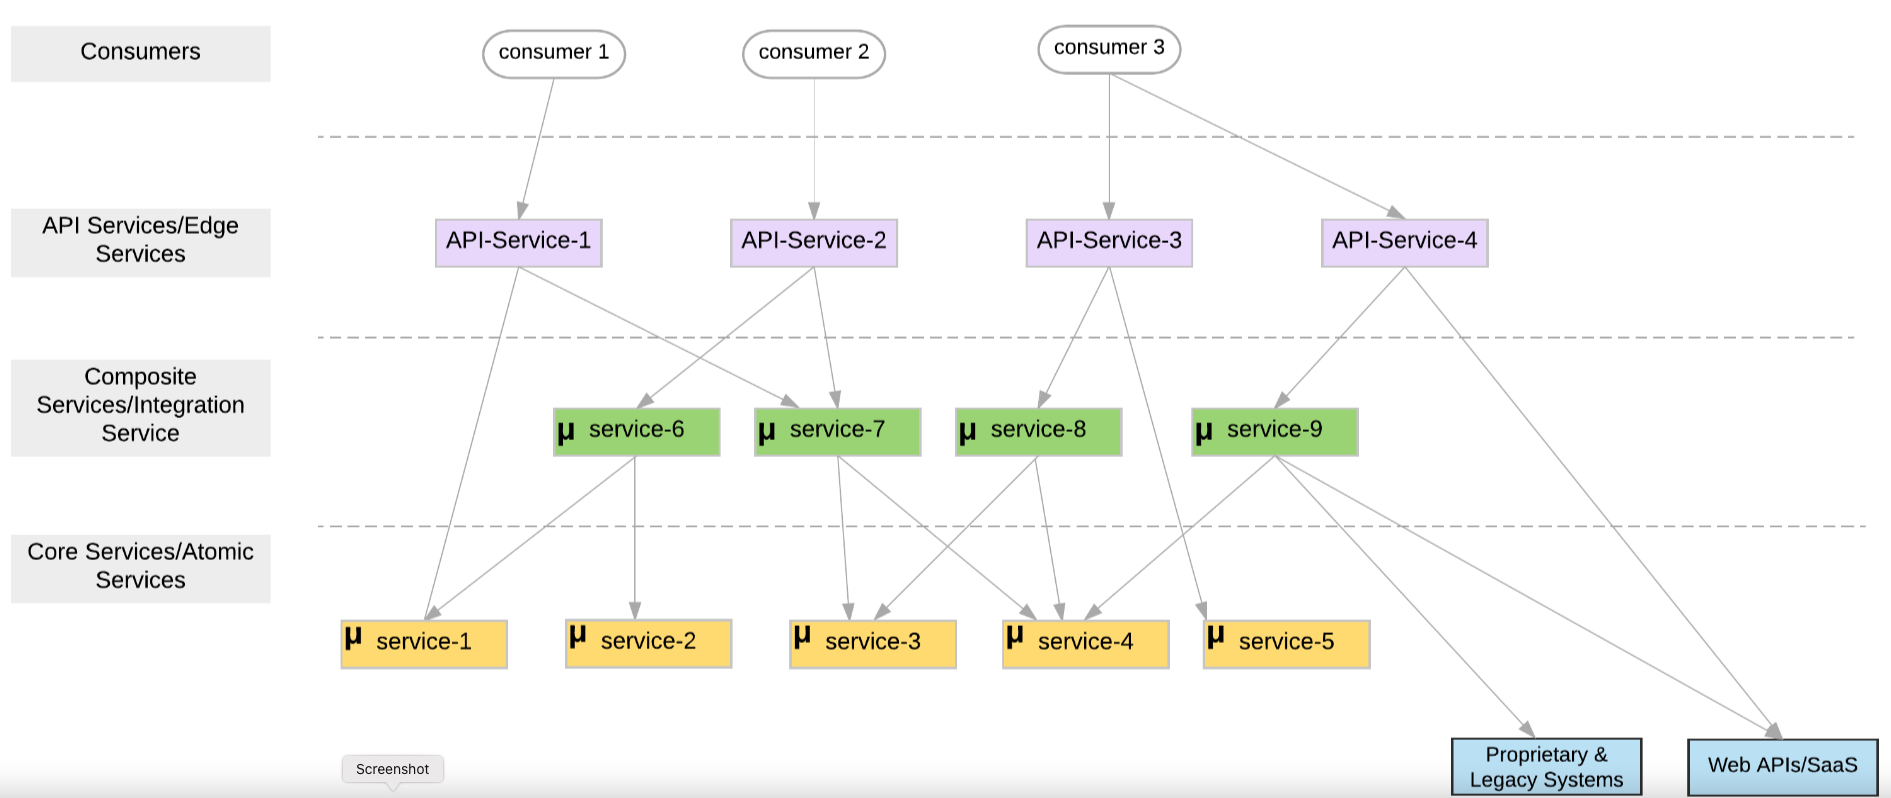 Consumers
consumer 1
consumer 2
consumer 3
API Services/Edge
Services
API-Service-1
API-Service-2
API-Service-3
API-Service-4
Composite
Services/Integration
Service
μ service-6
μ service-7
μ service-8
μ service-9
Core Services/Atomic
Services
μ service-1
μ service-2
μ service-3
μ service-4
μ service-5
Screenshot
Proprietary &
Legacy Systems
Web APIs/SaaS